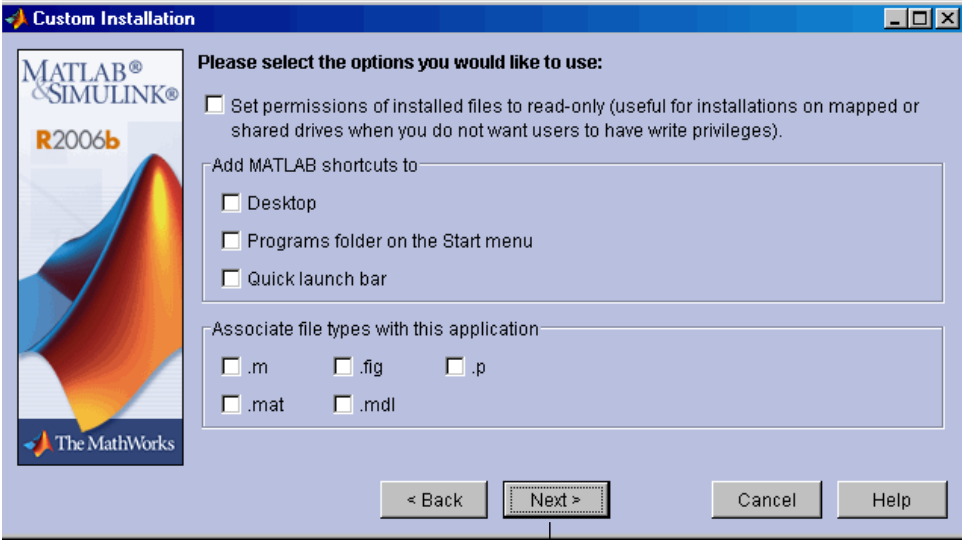 Custom Installation
MATLAB®
&SIMULINK®
R2006b
The MathWorks
Please select the options you would like to use:
Set permissions of installed files to read-only (useful for installations on mapped or
shared drives when you do not want users to have write privileges).
Add MATLAB shortcuts to
Desktop
Programs folder on the Start menu
Quick launch bar
Associate file types with this application
.m .fig .p
.mat .mdl
< Back Next > Cancel Help